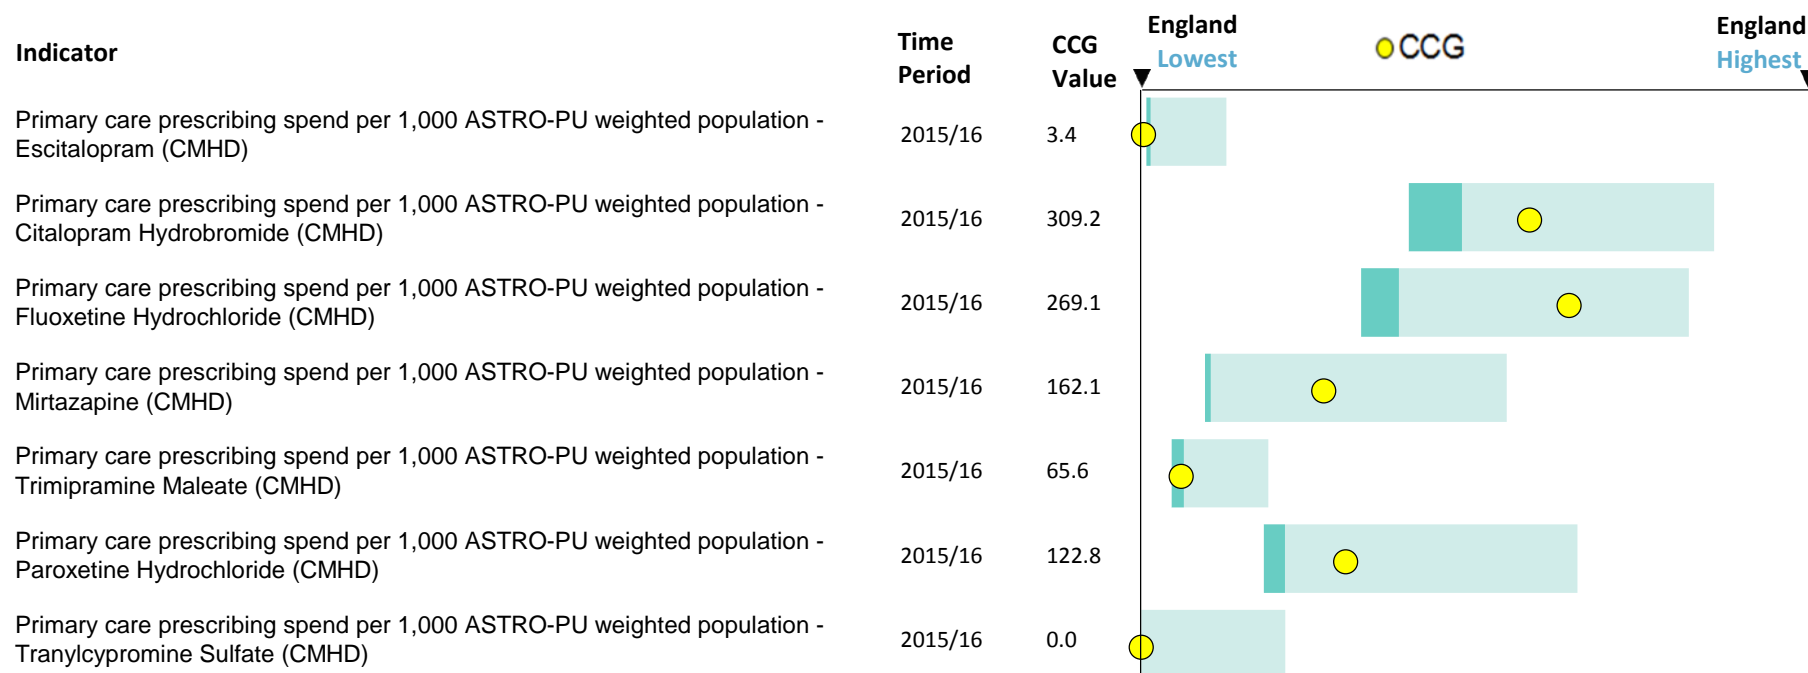 Indicator
Time
Period
CCG
Value
England
Lowest
CCG
England
Highest
Primary care prescribing spend per 1,000 ASTRO-PU weighted population -
Escitalopram (CMHD)
2015/16
3.4
Primary care prescribing spend per 1,000 ASTRO-PU weighted population -
Citalopram Hydrobromide (CMHD)
2015/16
309.2
Primary care prescribing spend per 1,000 ASTRO-PU weighted population -
Fluoxetine Hydrochloride (CMHD)
2015/16
269.1
Primary care prescribing spend per 1,000 ASTRO-PU weighted population -
Mirtazapine (CMHD)
2015/16
162.1
Primary care prescribing spend per 1,000 ASTRO-PU weighted population -
Trimipramine Maleate (CMHD)
2015/16
65.6
Primary care prescribing spend per 1,000 ASTRO-PU weighted population -
Paroxetine Hydrochloride (CMHD)
2015/16
122.8
Primary care prescribing spend per 1,000 ASTRO-PU weighted population -
Tranylcypromine Sulfate (CMHD)
2015/16
0.0